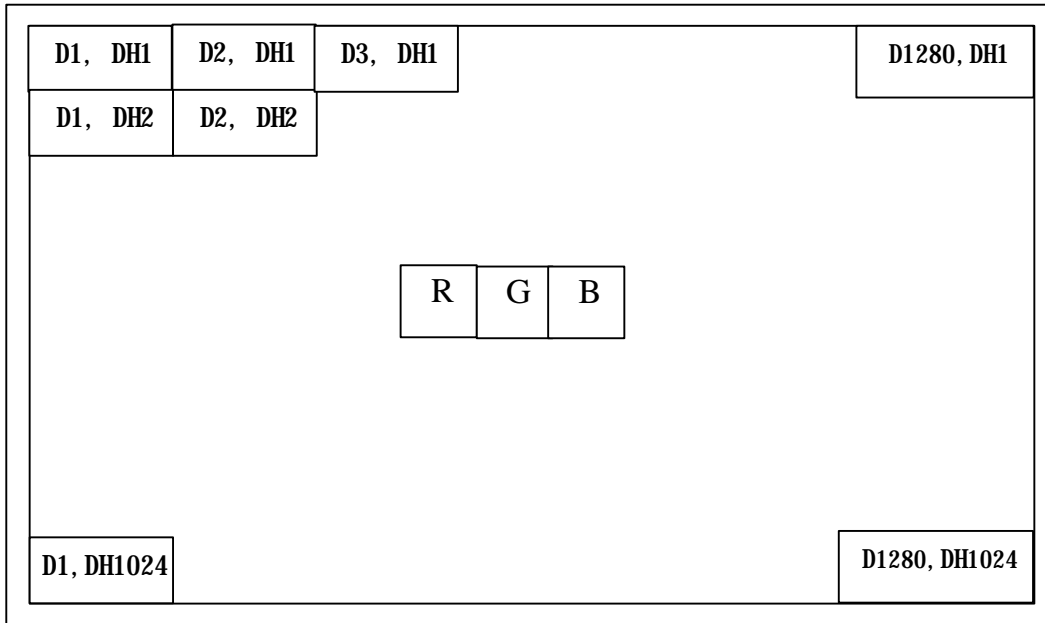 D1, DH1 D2, DH1 D3, DH1 D1280,DH1
D1, DH2 D2, DH2
R G B
D1,DH1024 D1280,DH1024